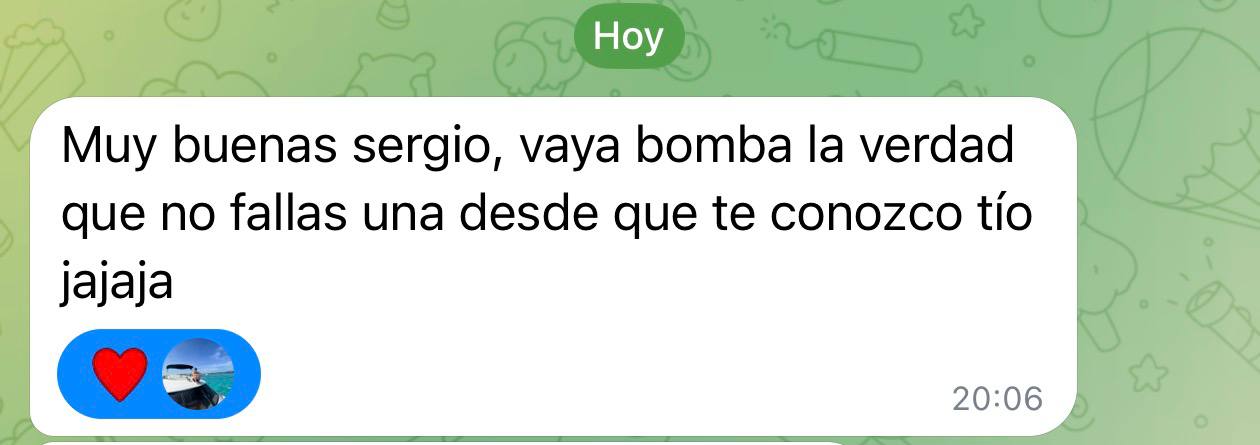 Hoy
Muy buenas sergio, vaya bomba la verdad
que no fallas una desde que te conozco tío
jajaja
20:06